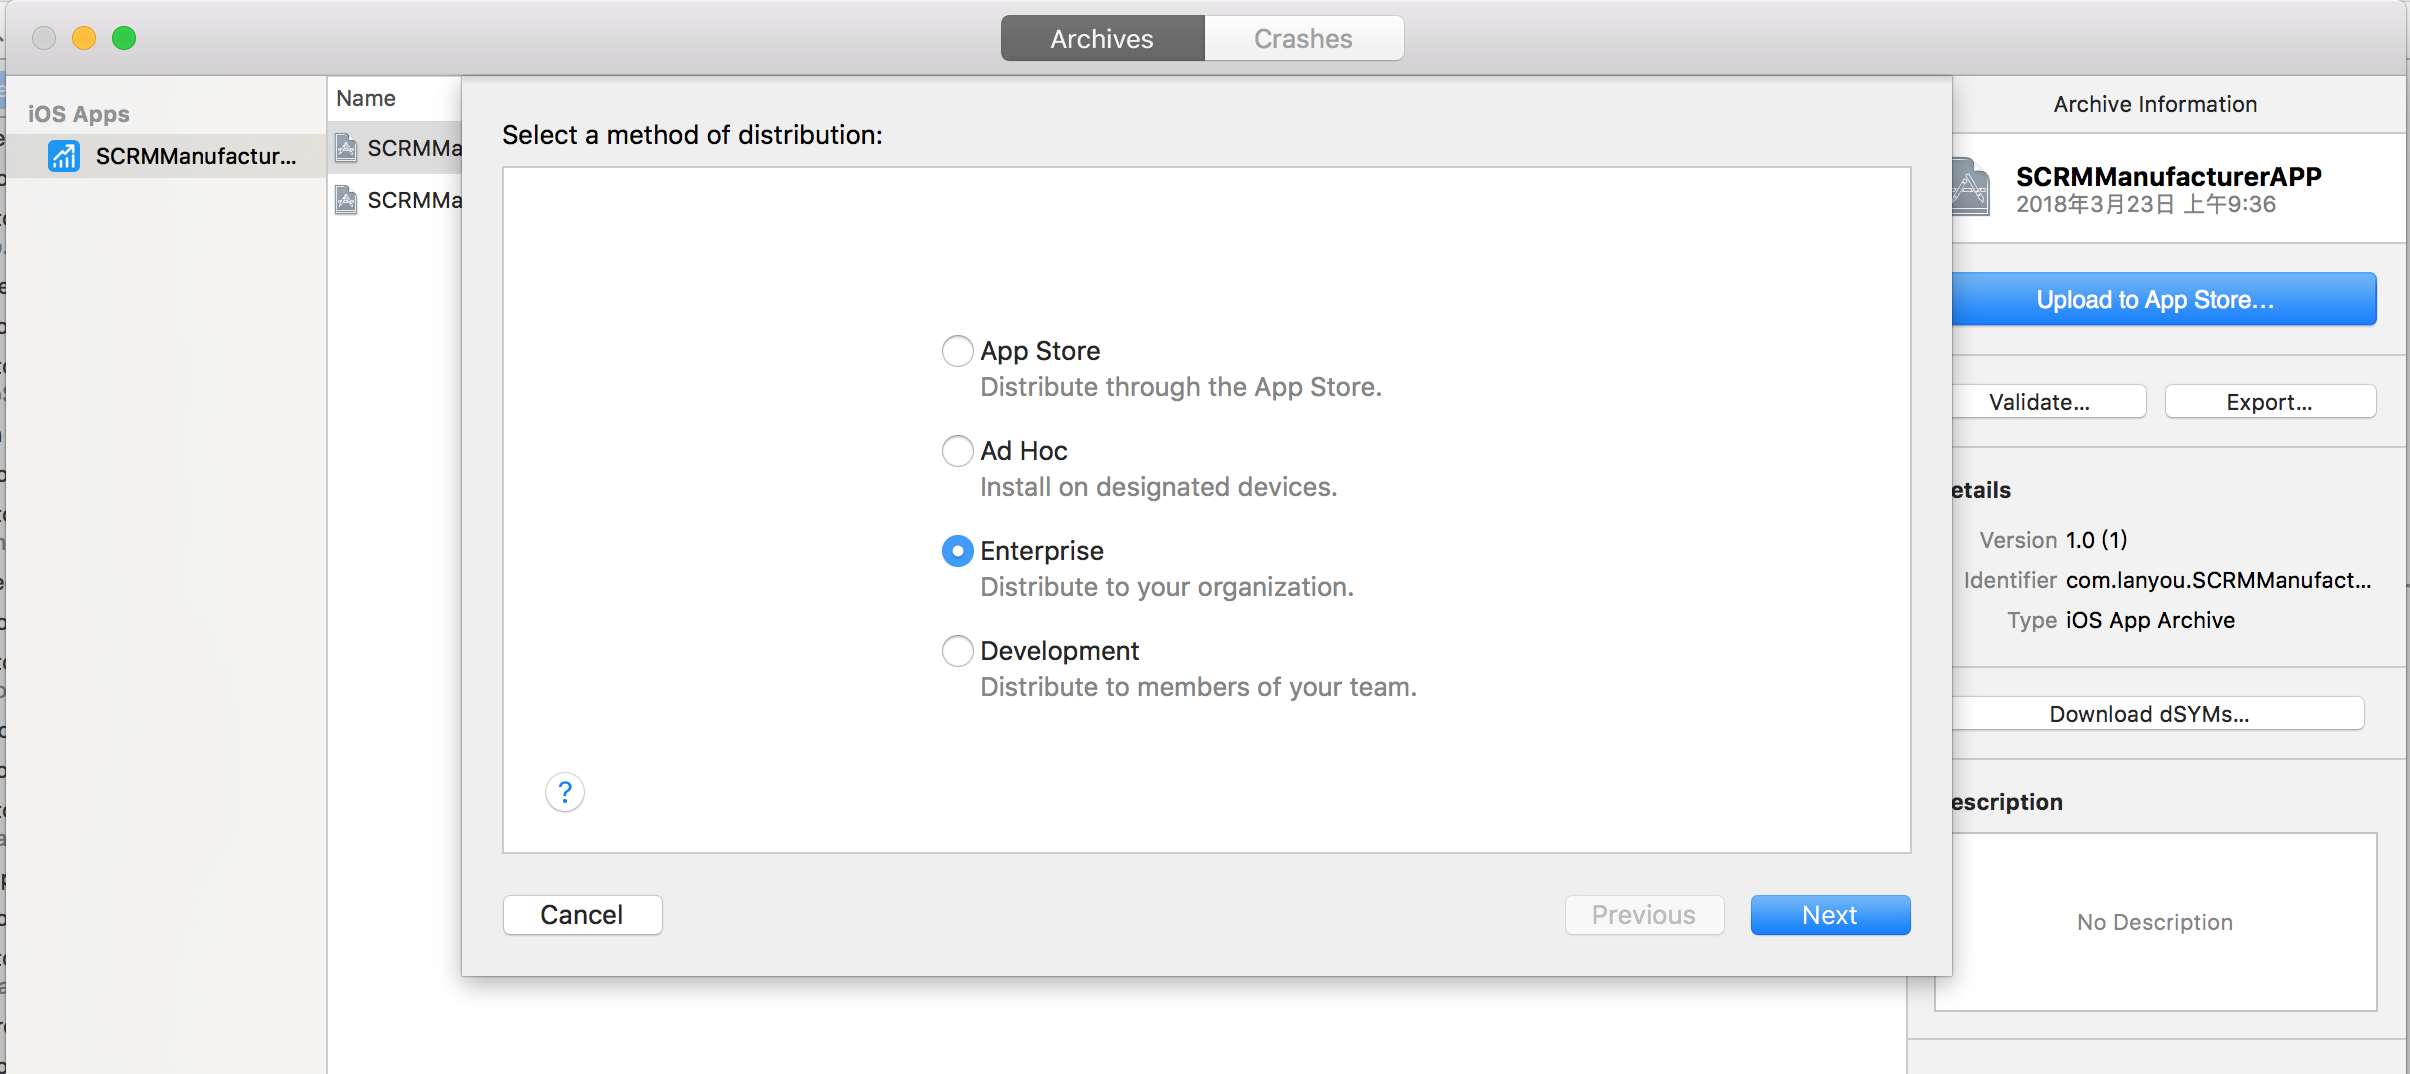 Archives
Crashes
iOS Apps
SCRMManufactur...
Name
SCRMMa
SCRMMa
Select a method of distribution:
App Store
Distribute through the App Store.
Ad Hoc
Install on designated devices.
Enterprise
Distribute to your organization.
Development
Distribute to members of your team.
?
Cancel
Previous
Next
Archive Information
SCRMManufacturerAPP
2018年3月23日 上午9:36
Upload to App Store...
Validate...
Export...
etails
Version 1.0 (1)
Identifier com.lanyou.SCRMManufact...
Type iOS App Archive
Download dSYMs...
escription
No Description